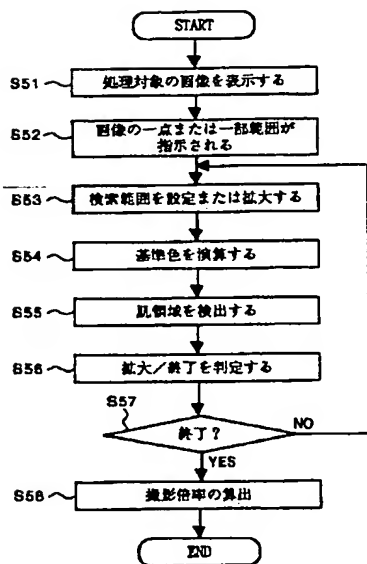 START
S51
処理対象の画像を表示する
S52
画像の一点または一部範囲が
指示される
S53
検索範囲を設定または拡大する
S54
基準色を演算する
S55
肌領域を検出する
S56
拡大/終了を判定する
S57
終了?
NO
YES
S58
撮影倍率の算出
END